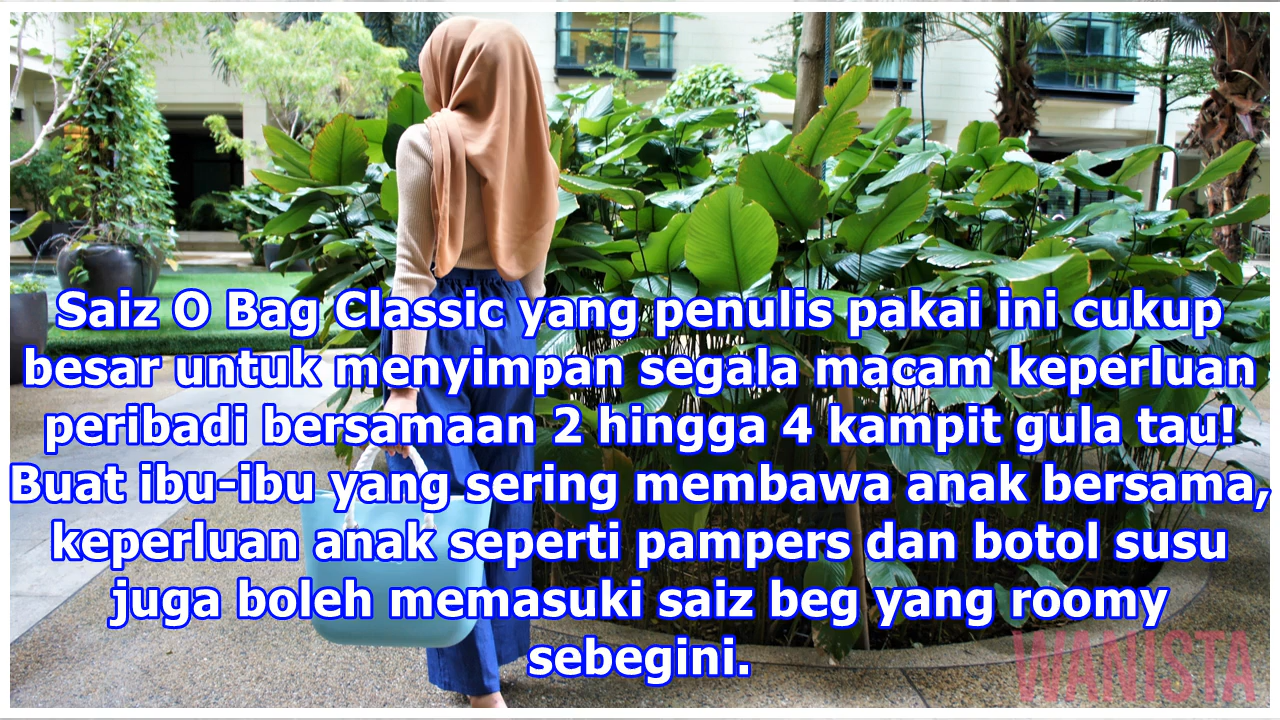 Saiz O Bag Classic yang penulis pakai ini cukup
besar untuk menyimpan segala macam keperluan
peribadi bersamaan 2 hingga 4 kampit gula tau!
Buat ibu-ibu yang sering membawa anak bersama,
keperluan anak seperti pampers dan botol susu
juga boleh memasuki saiz beg yang roomy
sebegini.
WANISTA